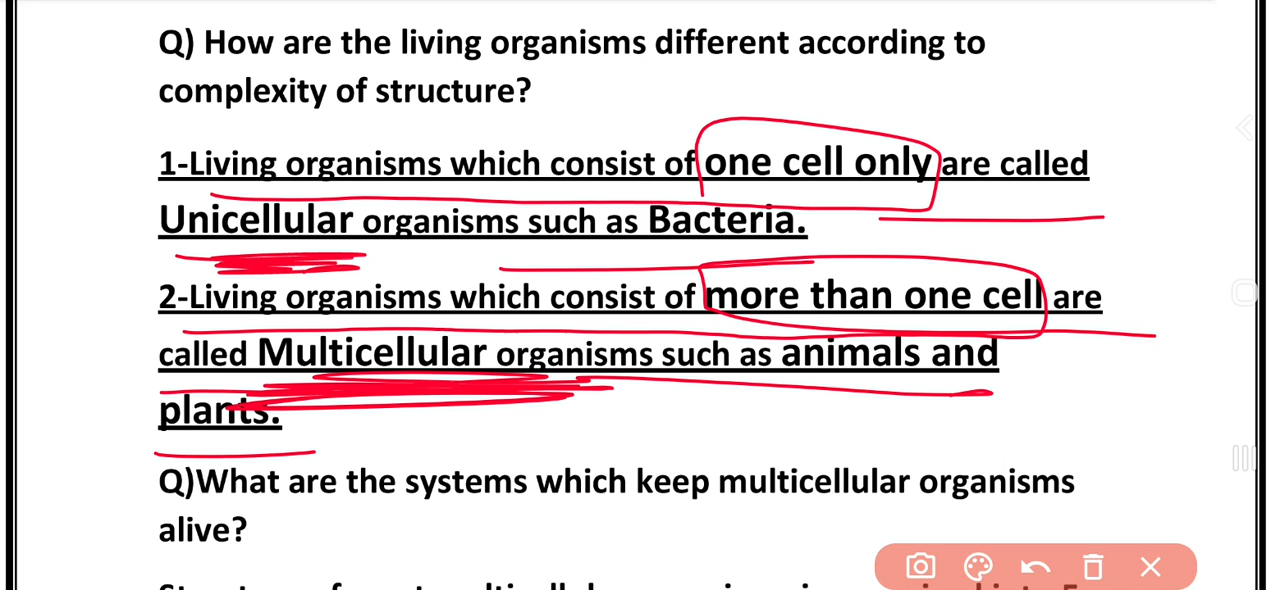 Q) How are the living organisms different according to
complexity of structure?
1-Living organisms which consist of one cell only are called
Unicellular organisms such as Bacteria.
2-Living organisms which consist of more than one cell are
called Multicellular organisms such as animals and
plants.
Q)What are the systems which keep multicellular organisms
alive?